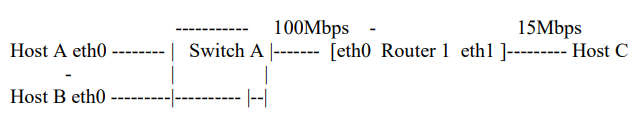 ----------- 100Mbps - 15Mbps
Host A eth0 -------- | Switch A |------- [eth0 Router 1 eth1 ]--------- Host C
- | |
Host B eth0 ---------|----------- |--|